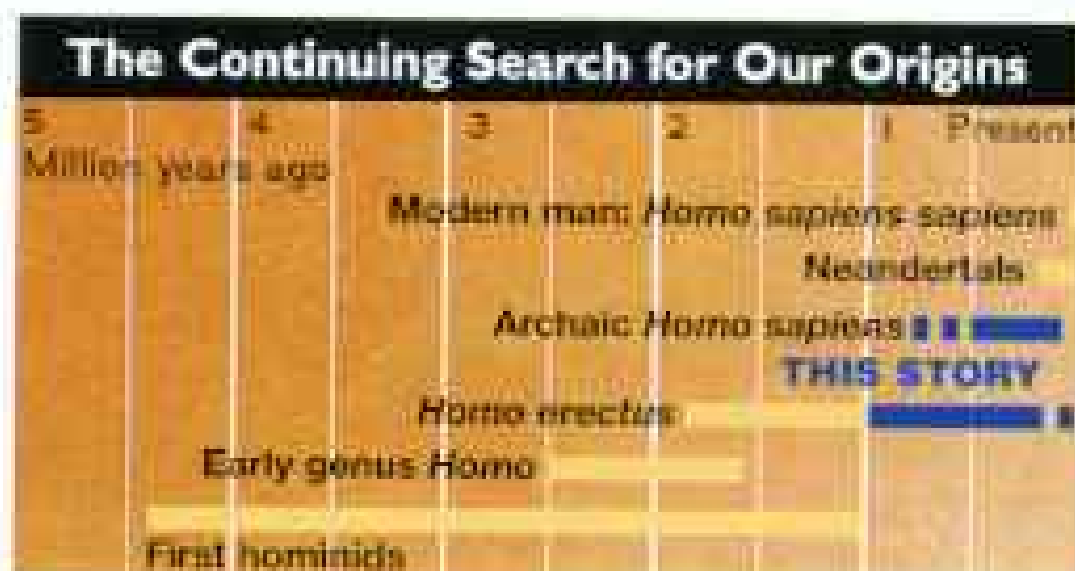 The Continuing Search for Our Origins
5 4 3 2 1 Present
Million years ago
Modern man: Homo sapiens sapiens
Neandertals
Archaic Homo sapiens
THIS STORY
Homo erectus
Early genus Homo
First hominids